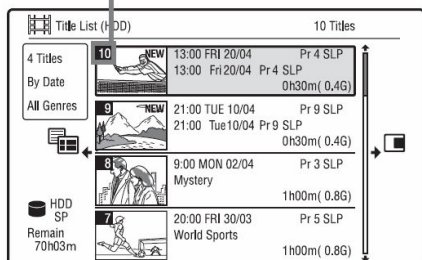 Title List (HDD) 10 Titles
4 Titles
By Date
All Genres
HDD
SP
Remain
70h03m
10 NEW 13:00 FRI 20/04 Pr 4 SLP
13:00 Fri20/04 Pr 4 SLP
0h30m( 0.4G)
9 NEW 21:00 TUE 10/04 Pr 9 SLP
21:00 Tue10/04 Pr 9 SLP
0h30m( 0.4G)
8 9:00 MON 02/04 Pr 3 SLP
Mystery
1h00m( 0.8G)
7 20:00 FRI 30/03 Pr 5 SLP
World Sports
1h00m( 0.8G)